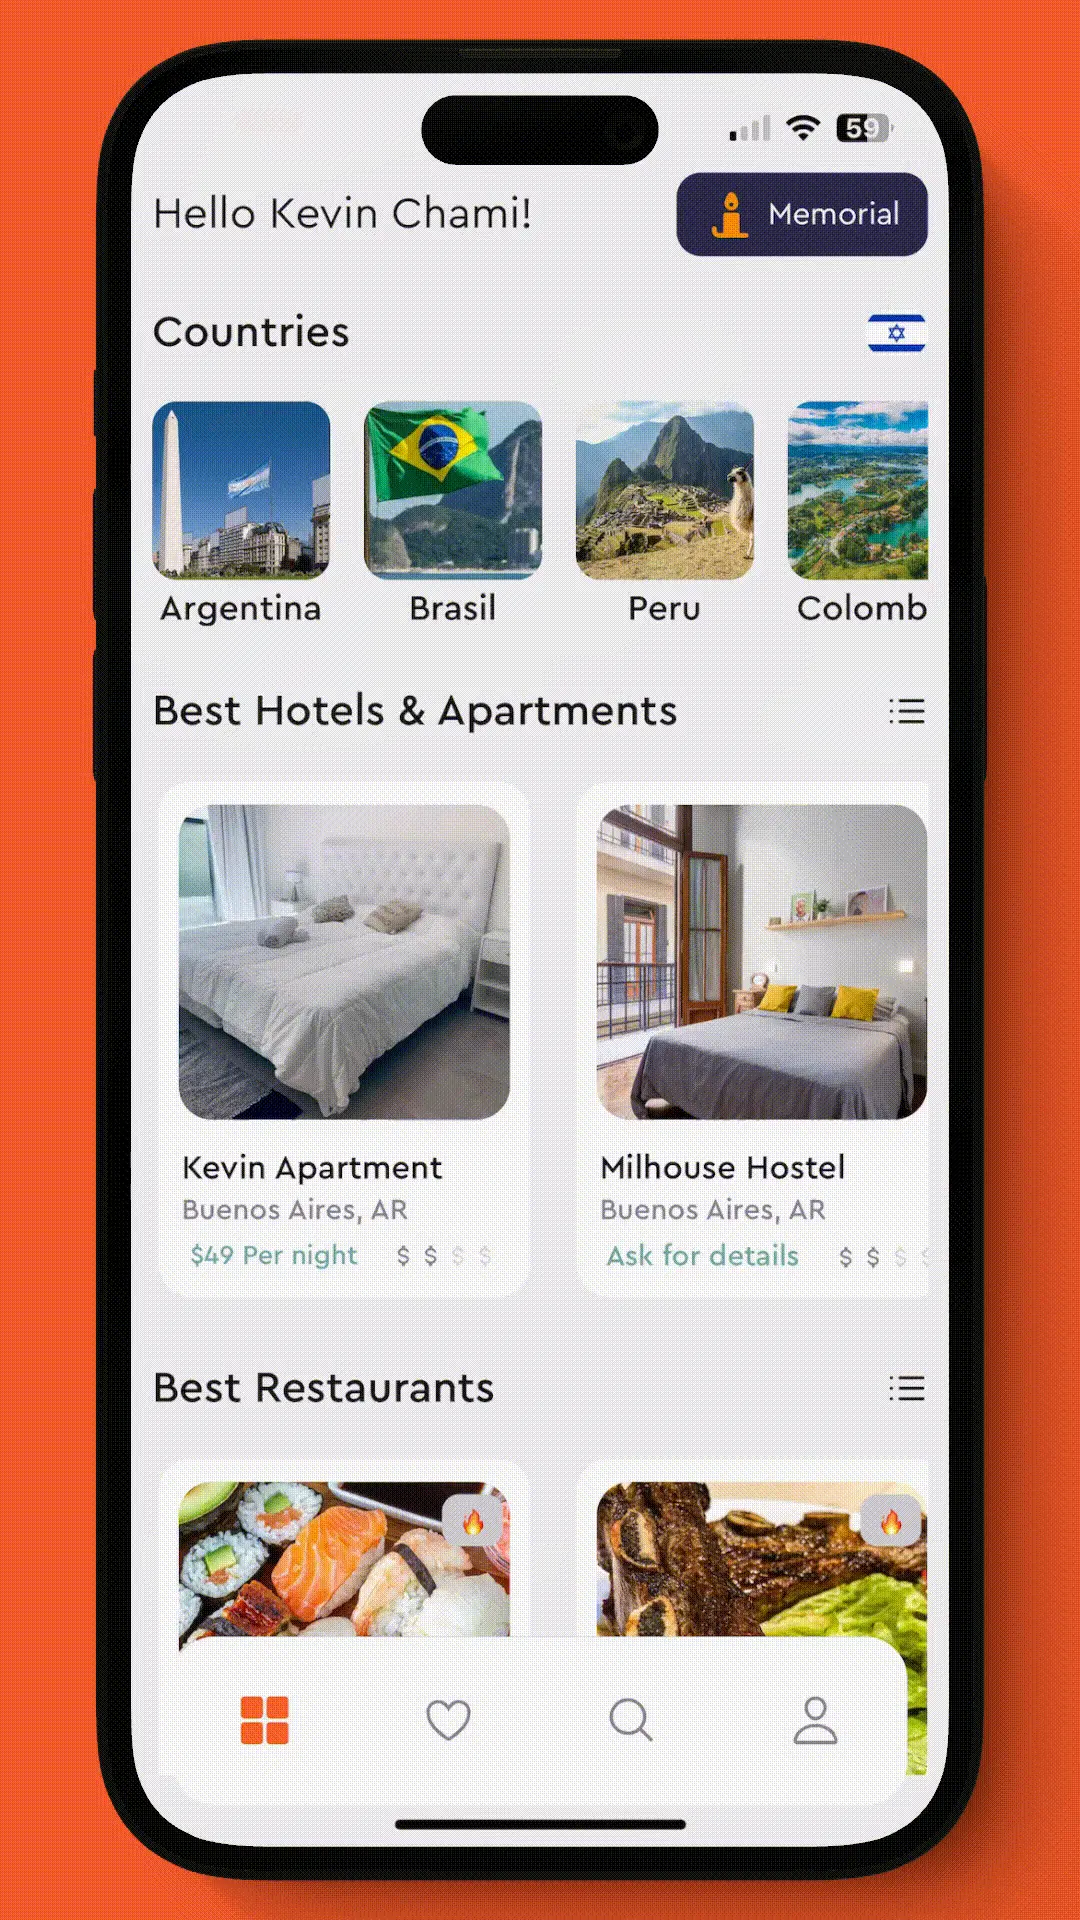 59
Hello Kevin Chami!
Memorial
Countries
Argentina
Brasil
Peru
Colomb
Best Hotels & Apartments
Kevin Apartment
Buenos Aires, AR
$49 Per night $ $ $ $
Milhouse Hostel
Buenos Aires, AR
Ask for details $ $ $ $
Best Restaurants